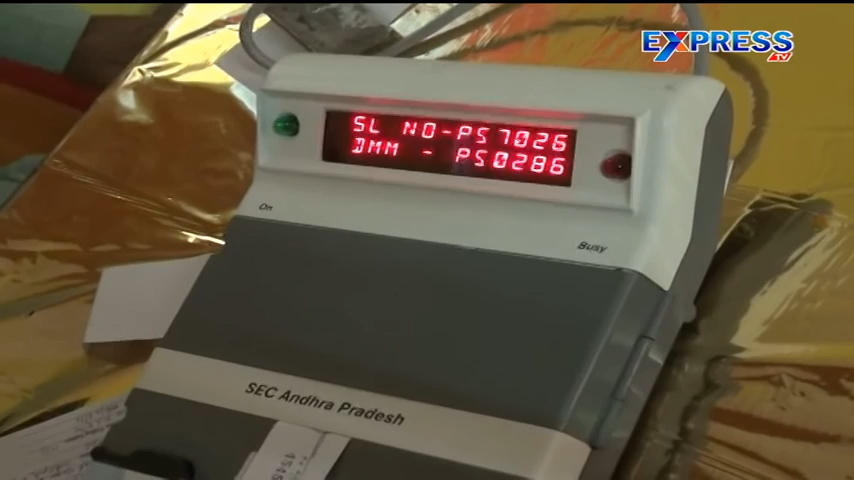 EXPRESS
TV
SL NO-PS7026
DMM - PS0286
On
Busy
SEC Andhra Pradesh